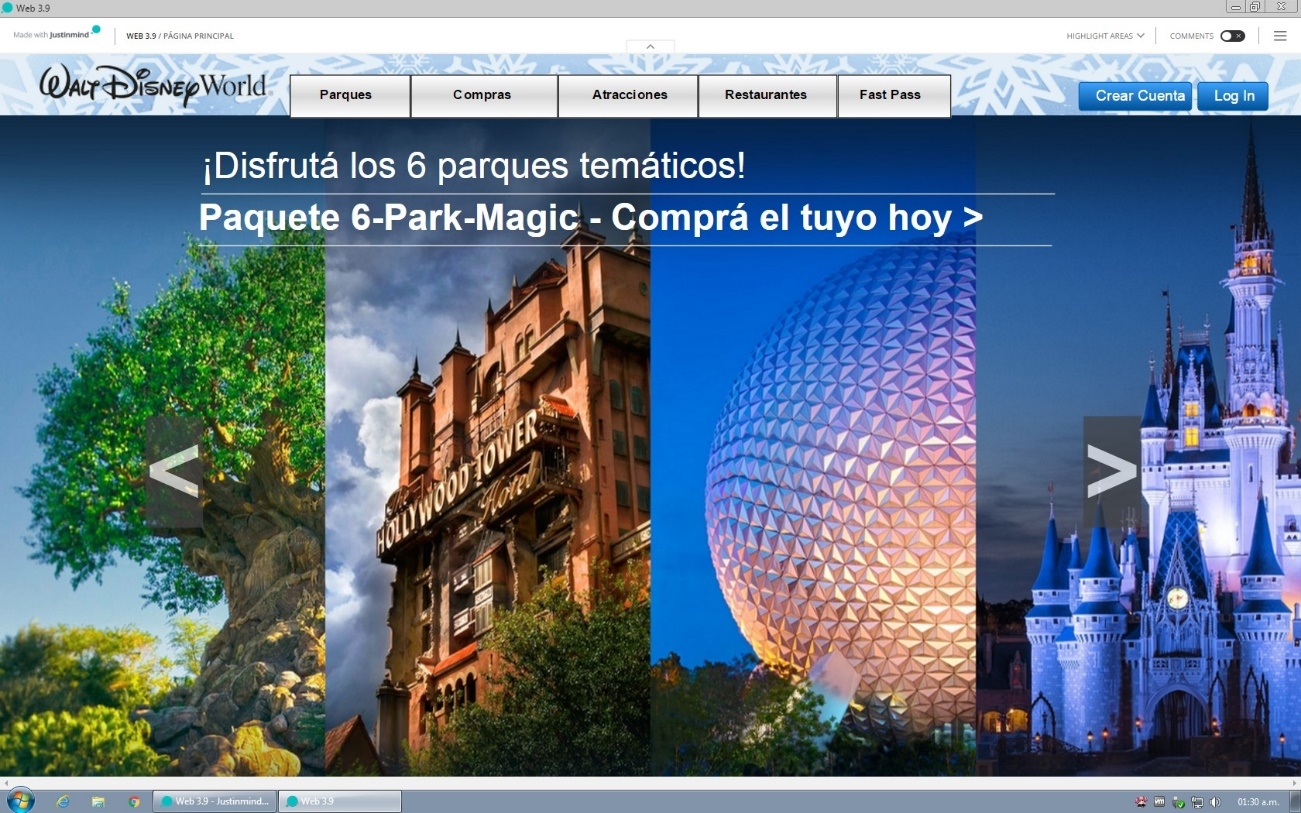 Web 3.9
Made with Justinmind
WEB 3.9 / PÁGINA PRINCIPAL
HIGHLIGHT AREAS
COMMENTS
WALT DISNEY World
Parques
Compras
Atracciones
Restaurantes
Fast Pass
Crear Cuenta
Log In
¡Disfrutá los 6 parques temáticos!
Paquete 6-Park-Magic - Comprá el tuyo hoy >
<
>
The
HOLLYWOOD TOWER
Hotel
Web 3.9 - Justinmind...
Web 3.9
01:30 a.m.